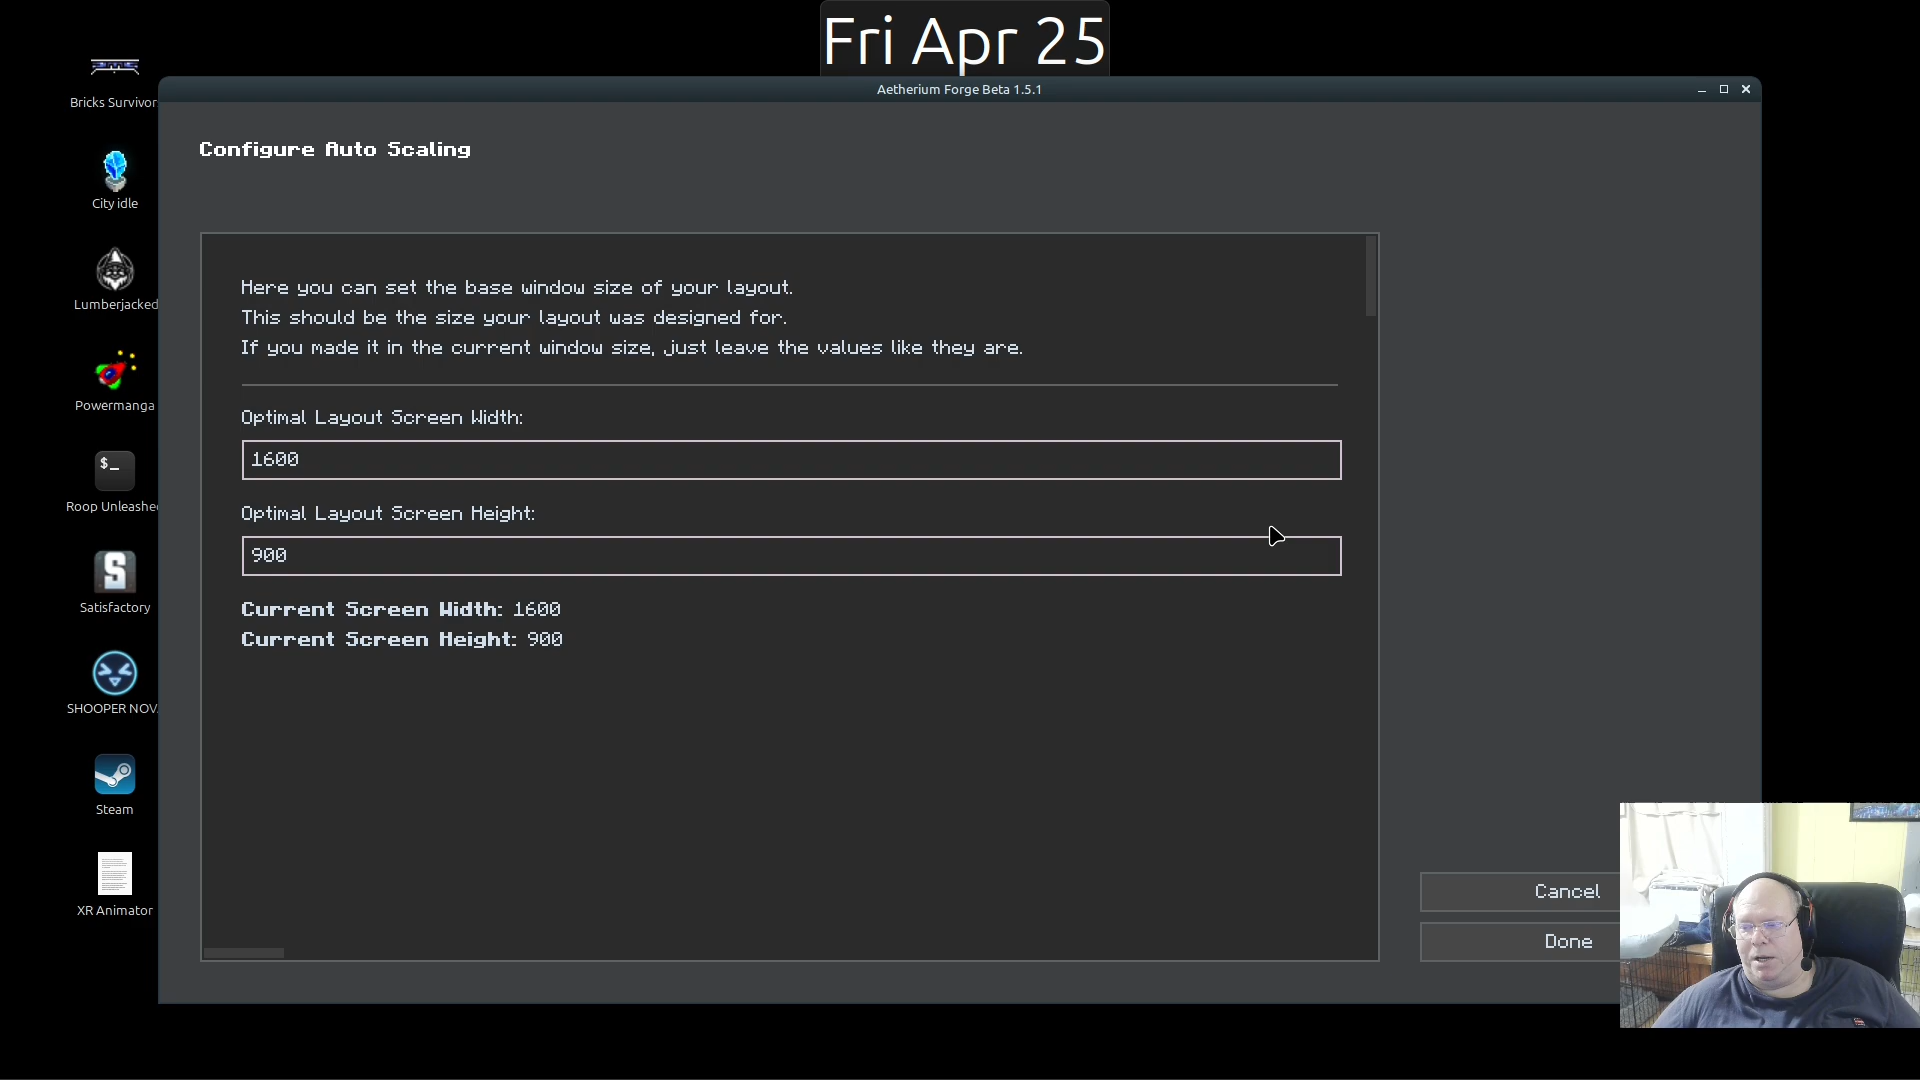 Fri Apr 25
Aetherium Forge Beta 1.5.1
Bricks Survivor
City idle
Lumberjacked
Powermanga
$_
Roop Unleashe
S
Satisfactory
SHOOPER NOV
Steam
XR Animator
Configure Auto Scaling
Here you can set the base window size of your layout.
This should be the size your layout was designed for.
If you made it in the current window size, just leave the values like they are.
Optimal Layout Screen Width:
1600
Optimal Layout Screen Height:
900
Current Screen Width: 1600
Current Screen Height: 900
Cancel
Done